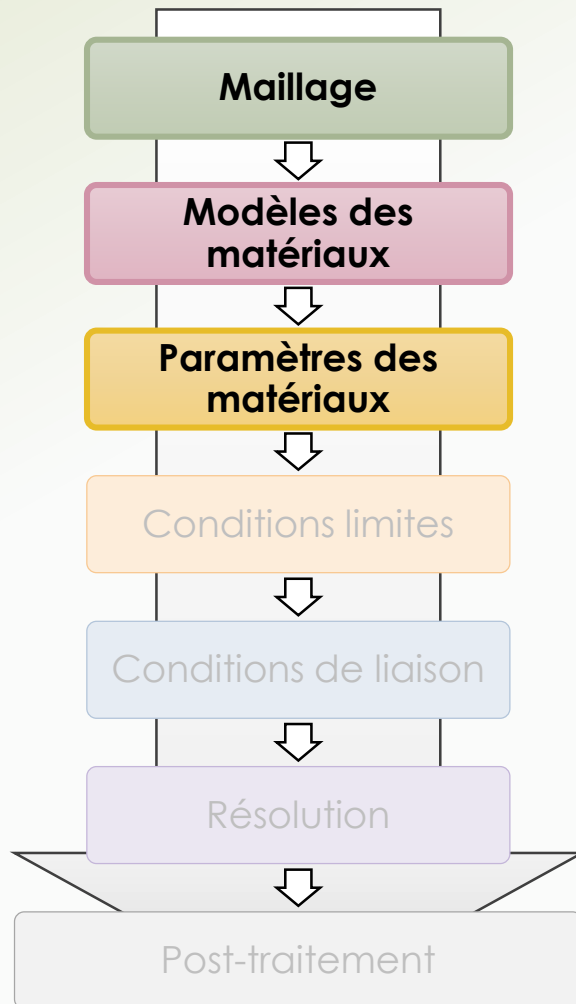 Maillage
Modèles des
matériaux
Paramètres des
matériaux
Conditions limites
Conditions de liaison
Résolution
Post-traitement